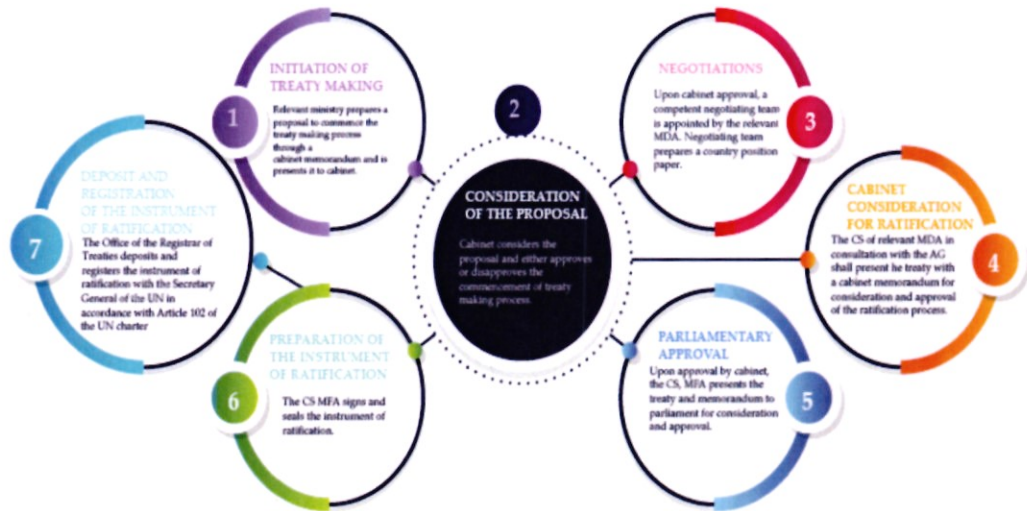 1
INITIATION OF
TREATY MAKING
Relevant ministry prepares a
proposal to commence the
treaty making process
through a
cabinet memorandum and is
presents it to cabinet.
2
CONSIDERATION
OF THE PROPOSAL
Cabinet considers the
proposal and either approves
or disapproves the
commencement of treaty
making process.
3
NEGOTIATIONS
Upon cabinet approval, a
competent negotiating team
is appointed by the relevant
MDA. Negotiating team
prepares a country position
paper.
4
CABINET
CONSIDERATION
FOR RATIFICATION
The CS of relevant MDA in
consultation with the AG
shall present he treaty with
a cabinet memorandum for
consideration and approval
of the ratification process.
5
PARLIAMENTARY
APPROVAL
Upon approval by cabinet,
the CS, MFA presents the
treaty and memorandum to
parliament for consideration
and approval.
6
PREPARATION OF
THE INSTRUMENT
OF RATIFICATION
The CS MFA signs and
seals the instrument of
ratification.
7
DEPOSIT AND
REGISTRATION
OF THE INSTRUMENT
OF RATIFICATION
The Office of the Registrar of
Treaties deposits and
registers the instrument of
ratification with the Secretary
General of the UN in
accordance with Article 102 of
the UN charter